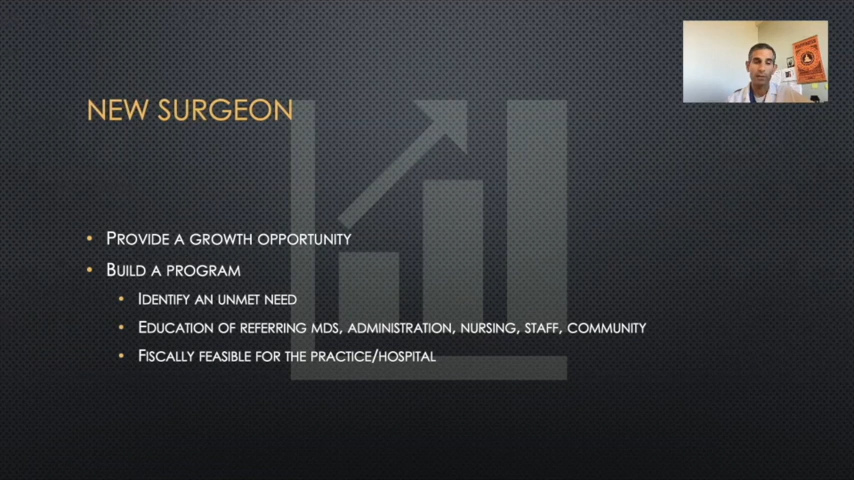 NEW SURGEON
• PROVIDE A GROWTH OPPORTUNITY
• BUILD A PROGRAM
• IDENTIFY AN UNMET NEED
• EDUCATION OF REFERRING MDS, ADMINISTRATION, NURSING, STAFF, COMMUNITY
• FISCALLY FEASIBLE FOR THE PRACTICE/HOSPITAL